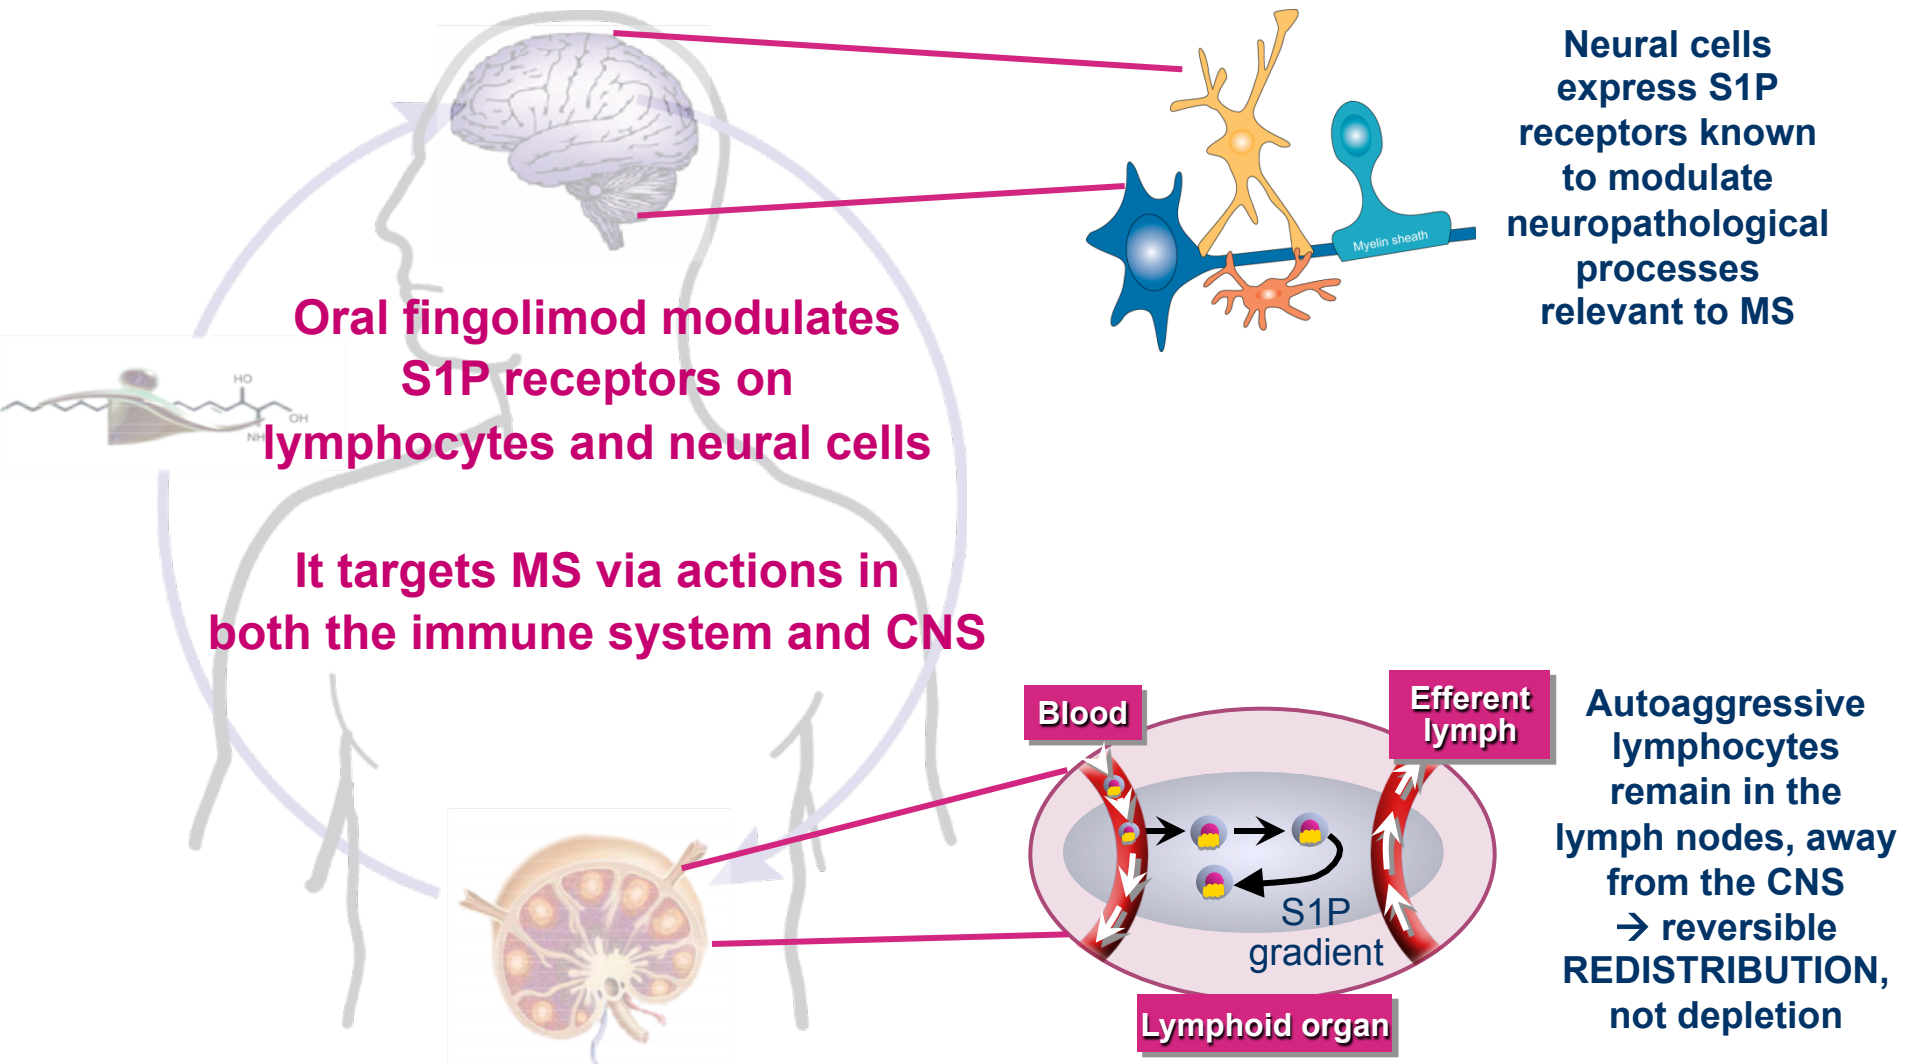 Neural cells
express S1P
receptors known
to modulate
neuropathological
processes
relevant to MS
Myelin sheath
Oral fingolimod modulates
S1P receptors on
lymphocytes and neural cells
HO
OH
NH
It targets MS via actions in
both the immune system and CNS
Blood
Efferent
lymph
S1P
gradient
Lymphoid organ
Autoaggressive
lymphocytes
remain in the
lymph nodes, away
from the CNS
→ reversible
REDISTRIBUTION,
not depletion